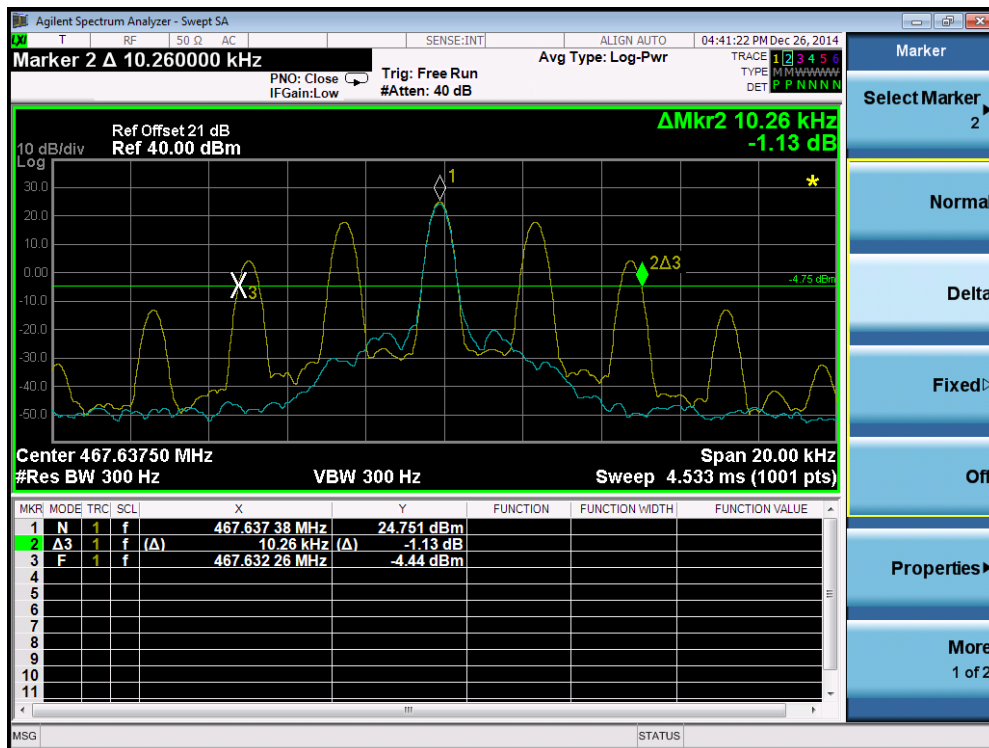 Agilent Spectrum Analyzer - Swept SA
LXI T RF 50 Ω AC SENSE:INT ALIGN AUTO 04:41:22 PM Dec 26, 2014
Marker 2 Δ 10.260000 kHz
PNO: Close
IFGain:Low
Trig: Free Run
#Atten: 40 dB
Avg Type: Log-Pwr
TRACE 1 2 3 4 5 6
TYPE M M W W W W
DET P P N N N N
Marker
Select Marker
2
Normal
Delta
Fixed
Off
Properties
More
1 of 2
10 dB/div
Log
Ref Offset 21 dB
Ref 40.00 dBm
ΔMkr2 10.26 kHz
-1.13 dB
30.0
20.0
10.0
0.00
-10.0
-20.0
-30.0
-40.0
-50.0
1
*
2Δ3
3
-4.75 dBm
Center 467.63750 MHz Span 20.00 kHz
#Res BW 300 Hz VBW 300 Hz Sweep 4.533 ms (1001 pts)
MKR MODE TRC SCL X Y FUNCTION FUNCTION WIDTH FUNCTION VALUE
1 N 1 f 467.637 38 MHz 24.751 dBm
2 Δ3 1 f (Δ) 10.26 kHz (Δ) -1.13 dB
3 F 1 f 467.632 26 MHz -4.44 dBm
4
5
6
7
8
9
10
11
MSG STATUS